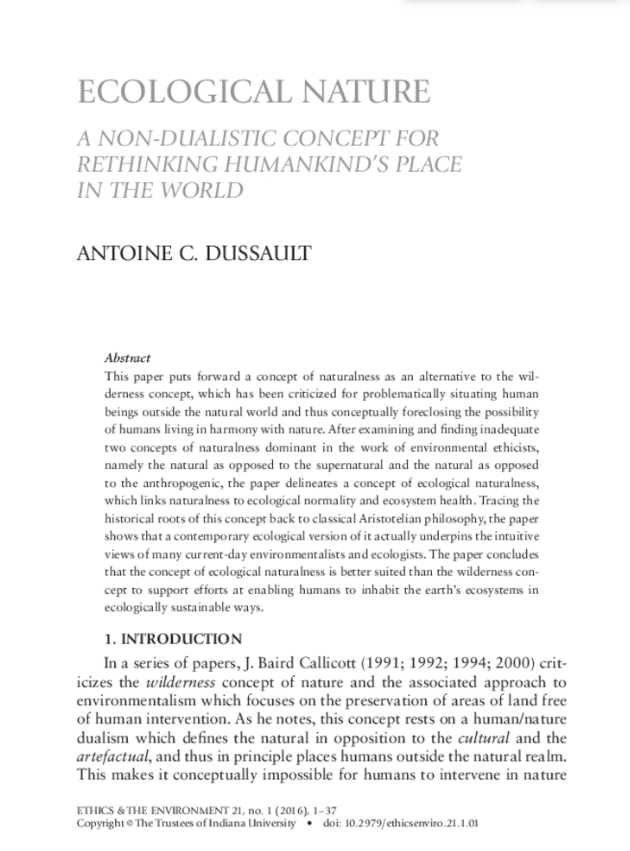 ECOLOGICAL NATURE
A NON-DUALISTIC CONCEPT FOR
RETHINKING HUMANKIND'S PLACE
IN THE WORLD
ANTOINE C. DUSSAULT
Abstract
This paper puts forward a concept of naturalness as an alternative to the wil-
derness concept, which has been criticized for problematically situating human
beings outside the natural world and thus conceptually foreclosing the possibility
of humans living in harmony with nature. After examining and finding inadequate
two concepts of naturalness dominant in the work of environmental ethicists,
namely the natural as opposed to the supernatural and the natural as opposed
to the anthropogenic, the paper delineates a concept of ecological naturalness,
which links naturalness to ecological normality and ecosystem health. Tracing the
historical roots of this concept back to classical Aristotelian philosophy, the paper
shows that a contemporary ecological version of it actually underpins the intuitive
views of many current-day environmentalists and ecologists. The paper concludes
that the concept of ecological naturalness is better suited than the wilderness con-
cept to support efforts at enabling humans to inhabit the earth's ecosystems in
ecologically sustainable ways.
1. INTRODUCTION
In a series of papers, J. Baird Callicott (1991; 1992; 1994; 2000) crit-
icizes the wilderness concept of nature and the associated approach to
environmentalism which focuses on the preservation of areas of land free
of human intervention. As he notes, this concept rests on a human/nature
dualism which defines the natural in opposition to the cultural and the
artefactual, and thus in principle places humans outside the natural realm.
This makes it conceptually impossible for humans to intervene in nature
ETHICS & THE ENVIRONMENT 21, no. 1 (2016), 1–37
Copyright © The Trustees of Indiana University • doi: 10.2979/ethicsenviro.21.1.01